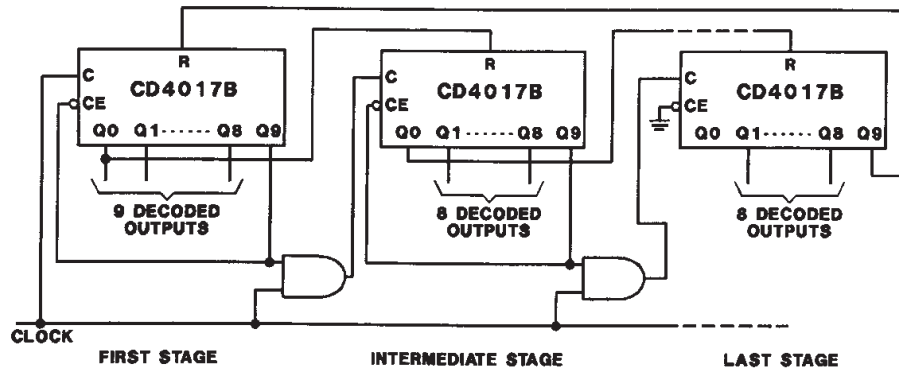 R
C
CD4017B
CE
Q0 Q1 ······ Q8 Q9
9 DECODED
OUTPUTS
R
C
CD4017B
CE
Q0 Q1 ······ Q8 Q9
8 DECODED
OUTPUTS
R
C
CD4017B
CE
Q0 Q1 ······ Q8 Q9
8 DECODED
OUTPUTS
CLOCK
FIRST STAGE
INTERMEDIATE STAGE
LAST STAGE